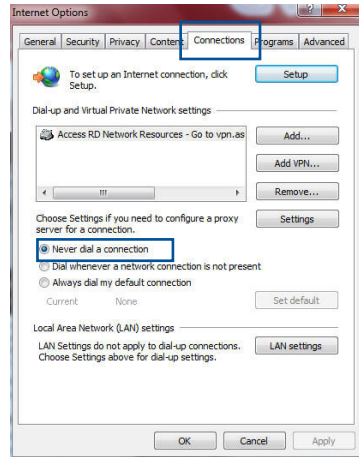 Internet Options
General Security Privacy Content Connections Programs Advanced
To set up an Internet connection, click
Setup.
Setup
Dial-up and Virtual Private Network settings
Access RD Network Resources - Go to vpn.as
Add...
Add VPN...
Remove...
Choose Settings if you need to configure a proxy
server for a connection.
Settings
Never dial a connection
Dial whenever a network connection is not present
Always dial my default connection
Current None
Set default
Local Area Network (LAN) settings
LAN Settings do not apply to dial-up connections.
Choose Settings above for dial-up settings.
LAN settings
OK Cancel Apply